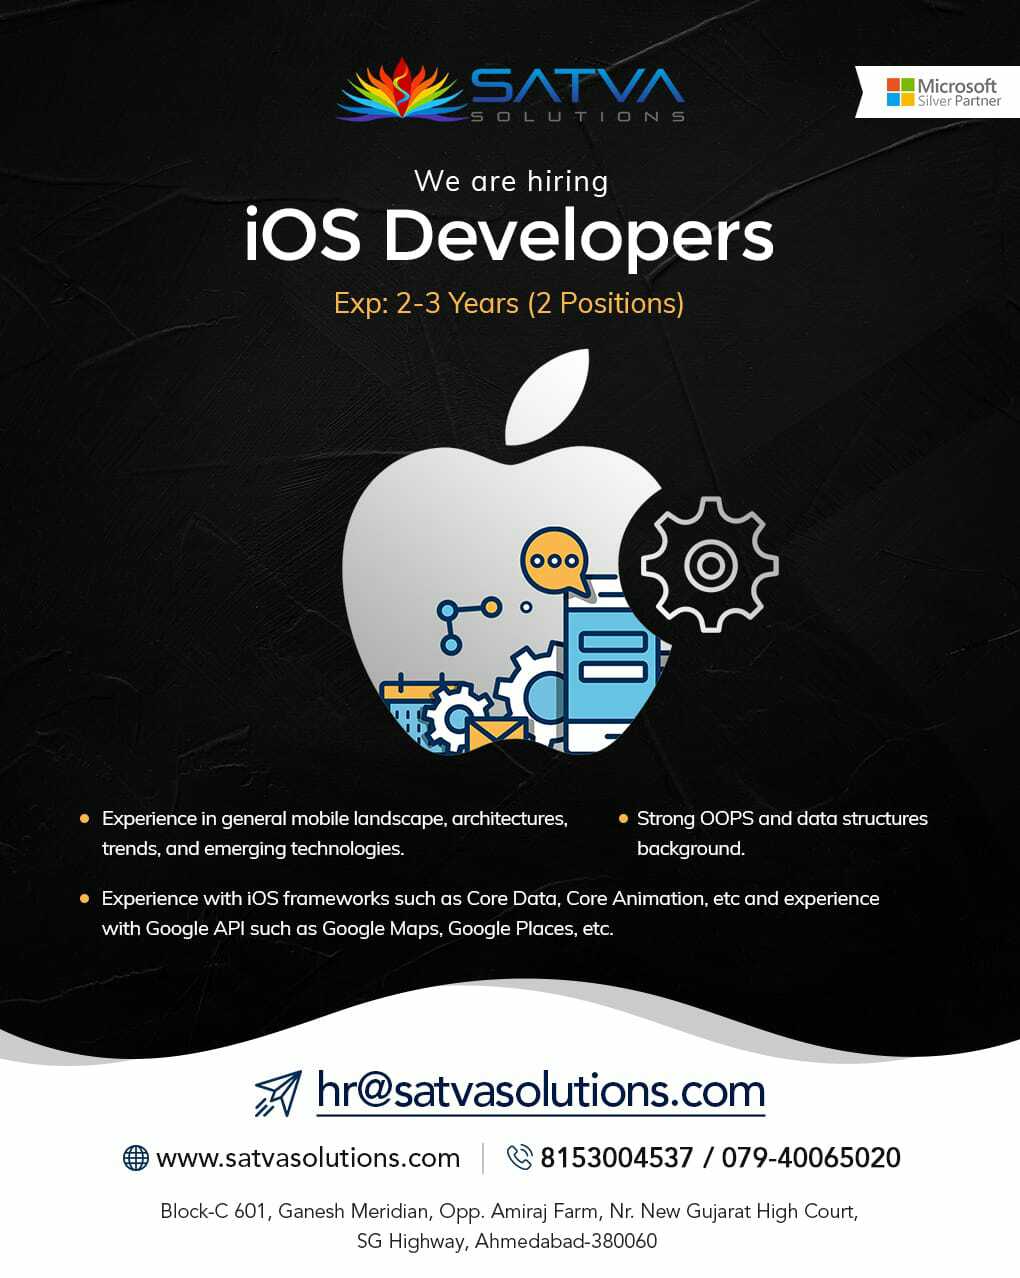 SATVA
SOLUTIONS
Microsoft
Silver Partner
We are hiring
iOS Developers
Exp: 2-3 Years (2 Positions)
Experience in general mobile landscape, architectures,
trends, and emerging technologies.
Strong OOPS and data structures
background.
Experience with iOS frameworks such as Core Data, Core Animation, etc and experience
with Google API such as Google Maps, Google Places, etc.
hr@satvasolutions.com
www.satvasolutions.com
8153004537 / 079-40065020
Block-C 601, Ganesh Meridian, Opp. Amiraj Farm, Nr. New Gujarat High Court,
SG Highway, Ahmedabad-380060